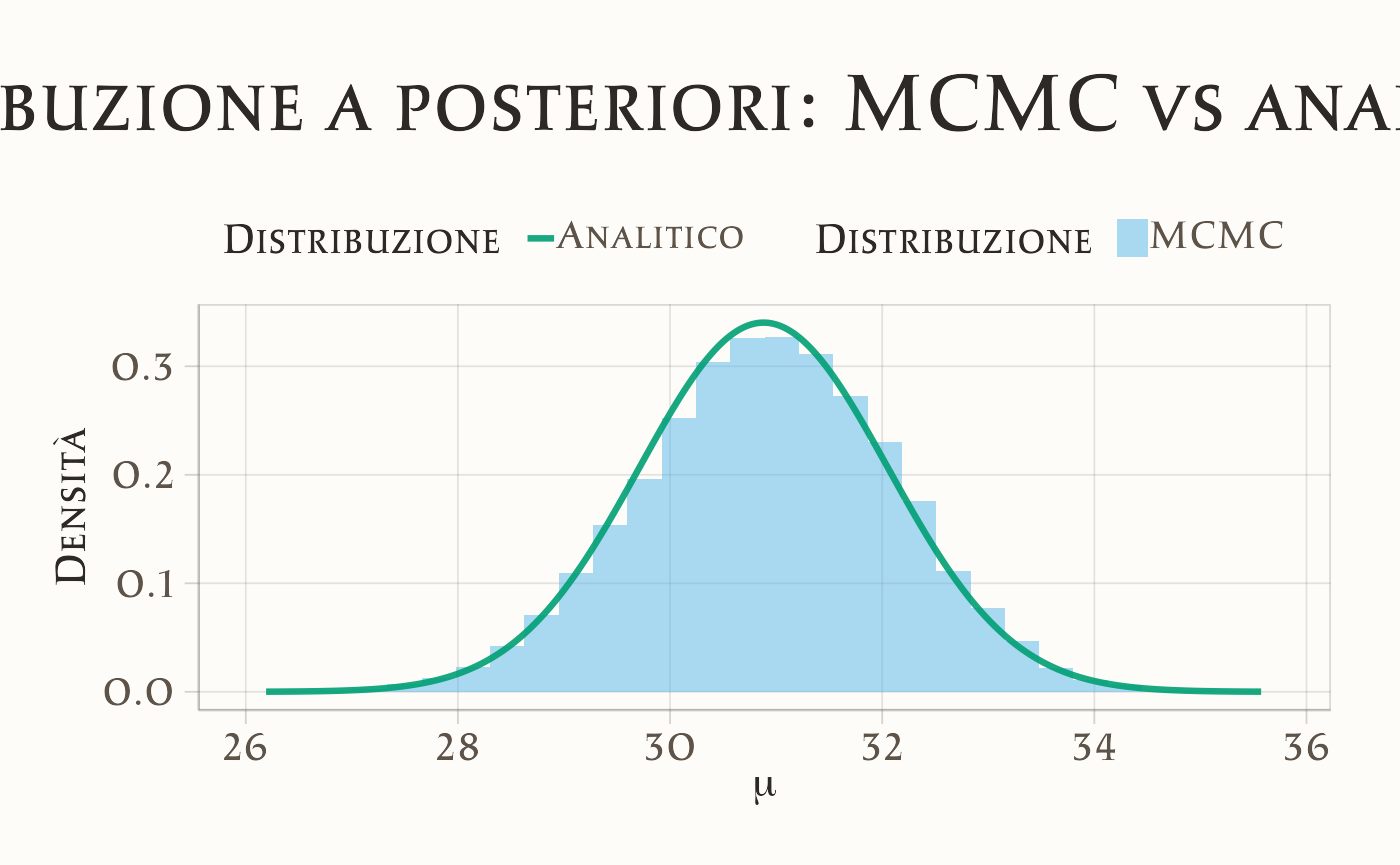 BUZIONE A POSTERIORI: MCMC VS ANA
DISTRIBUZIONE ANALITICO DISTRIBUZIONE MCMC
0.3
0.2
0.1
0.0
DENSITÀ
26 28 30 32 34 36
μ